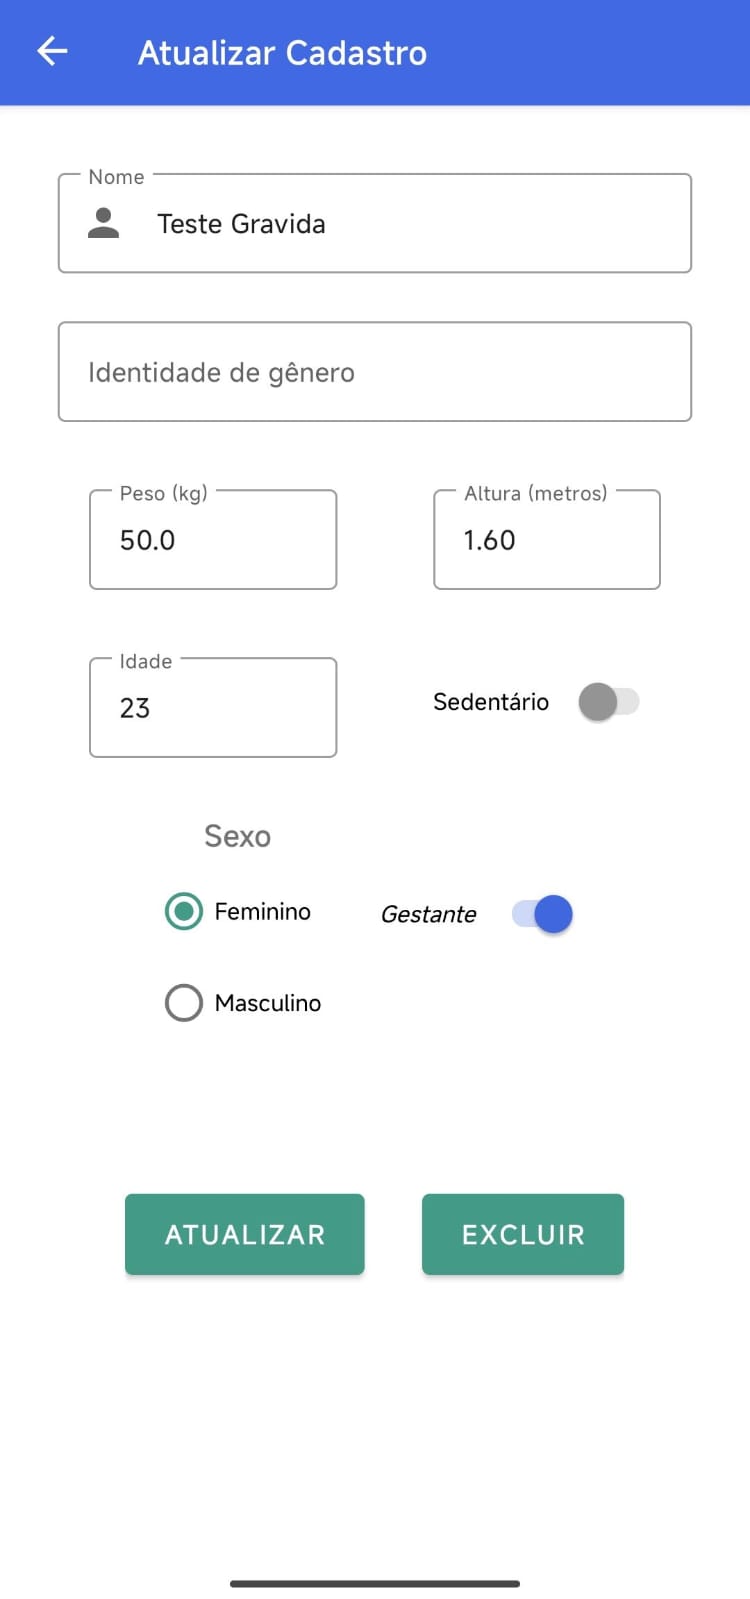 Atualizar Cadastro
Nome
Teste Gravida
Identidade de gênero
Peso (kg)
50.0
Altura (metros)
1.60
Idade
23
Sedentário
Sexo
Feminino
Gestante
Masculino
ATUALIZAR
EXCLUIR